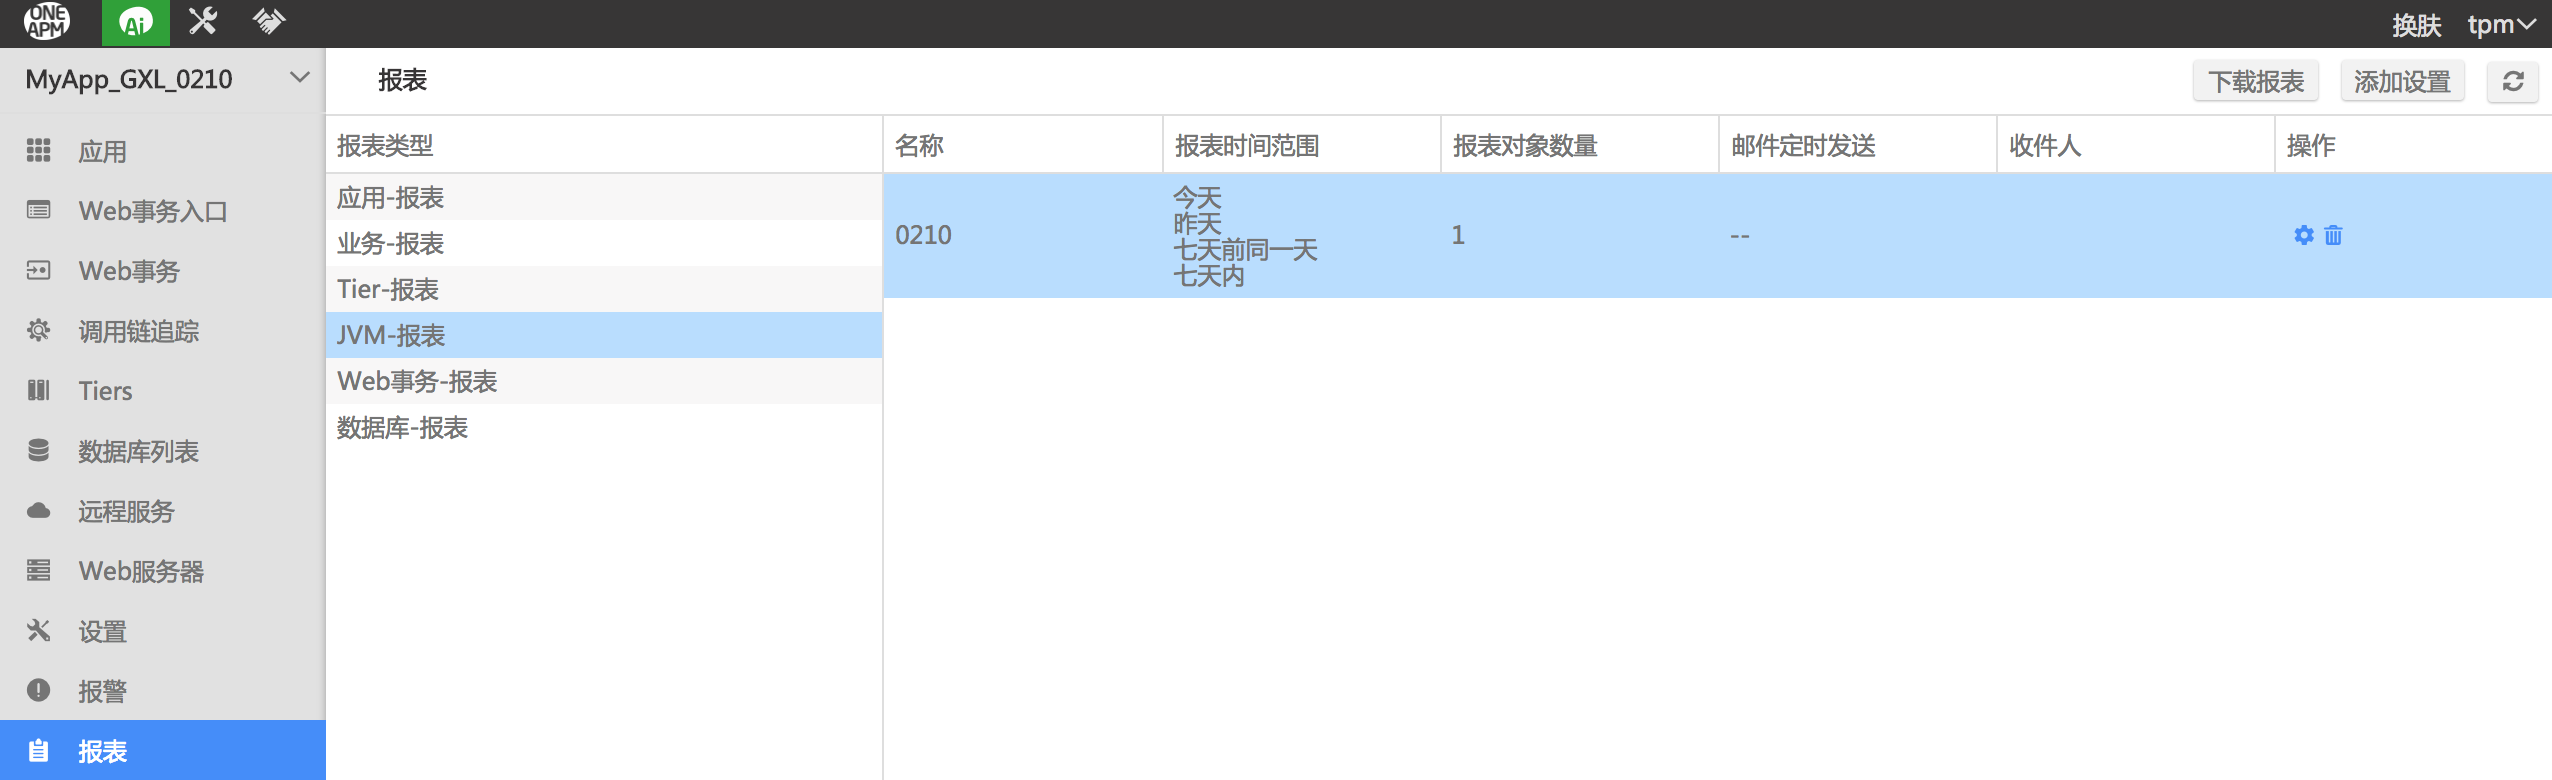 ONE
APM
Ai
换肤
tpm
MyApp_GXL_0210
报表
下载报表
添加设置
应用
Web事务入口
Web事务
调用链追踪
Tiers
数据库列表
远程服务
Web服务器
设置
报警
报表
报表类型
应用-报表
业务-报表
Tier-报表
JVM-报表
Web事务-报表
数据库-报表
名称
报表时间范围
报表对象数量
邮件定时发送
收件人
操作
0210
今天
昨天
七天前同一天
七天内
1
--